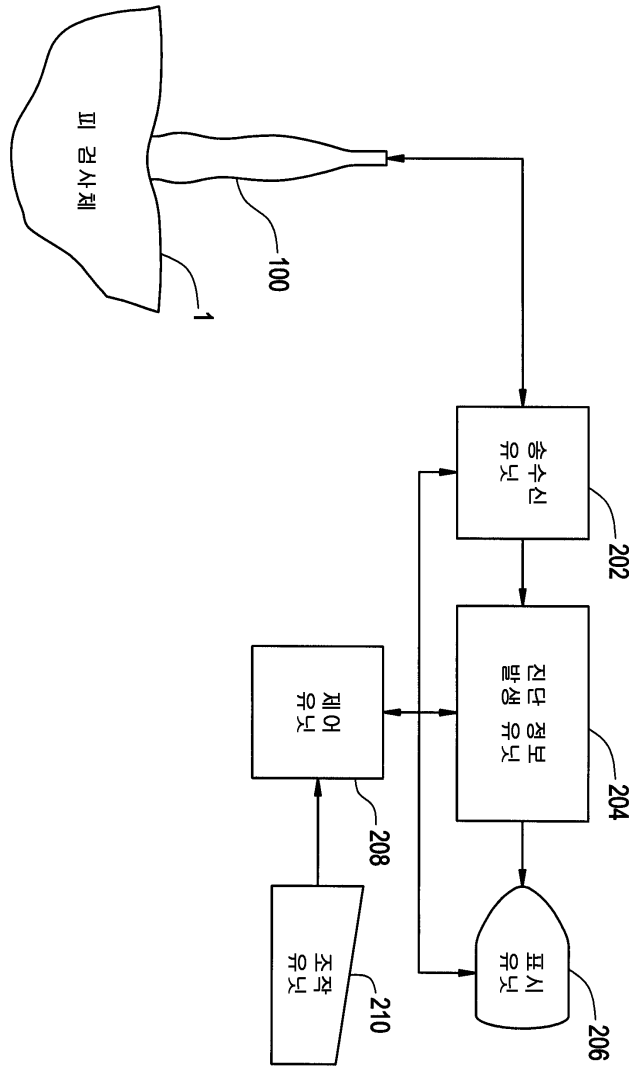 202
송수신
유닛
204
진단 정보
발생 유닛
206
표시
유닛
208
제어
유닛
210
조작
유닛
100
1
피 검사체